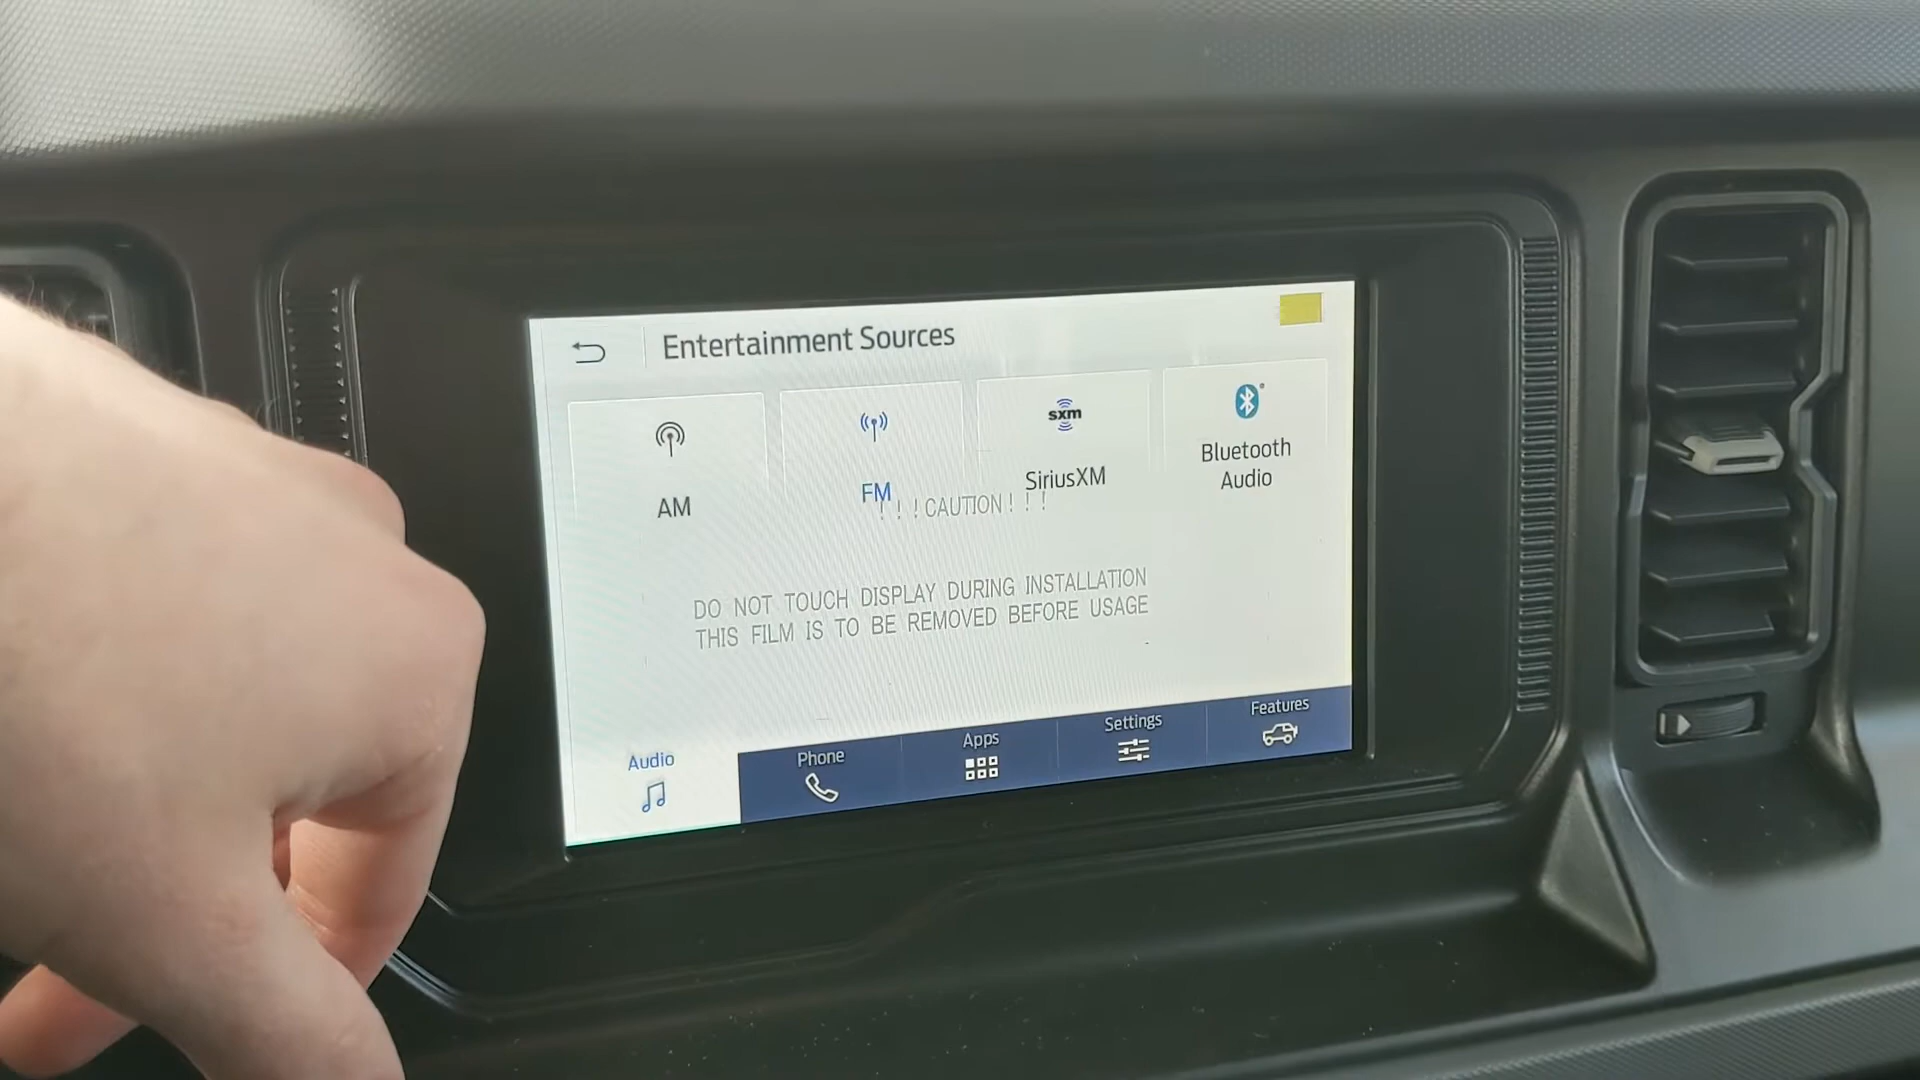 Entertainment Sources
AM
FM
sxm
SiriusXM
Bluetooth
Audio
!!!CAUTION!!!
DO NOT TOUCH DISPLAY DURING INSTALLATION
THIS FILM IS TO BE REMOVED BEFORE USAGE
Audio
Phone
Apps
Settings
Features